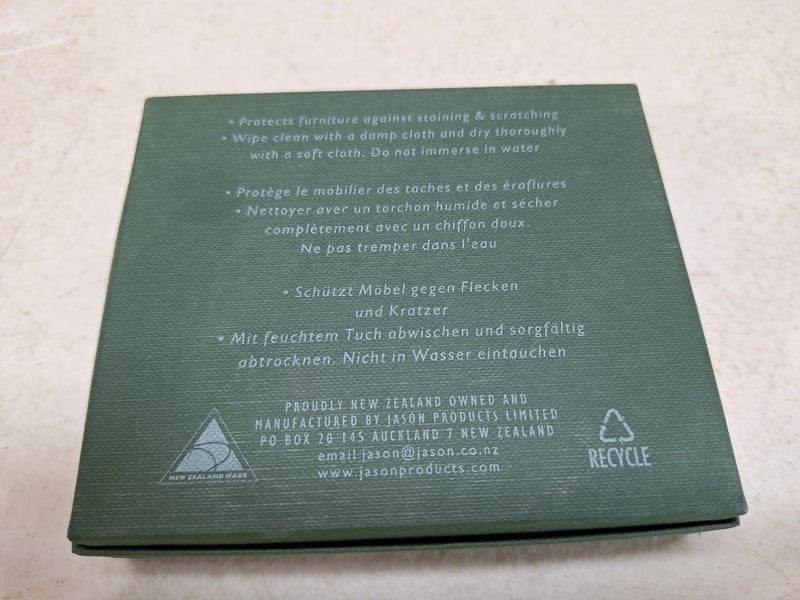 • Protects furniture against staining & scratching
• Wipe clean with a damp cloth and dry thoroughly
with a soft cloth. Do not immerse in water
• Protège le mobilier des taches et des éraflures
• Nettoyer avec un torchon humide et sécher
complètement avec un chiffon doux.
Ne pas tremper dans l'eau
• Schützt Möbel gegen Flecken
und Kratzer
• Mit feuchtem Tuch abwischen und sorgfältig
abtrocknen. Nicht in Wasser eintauchen
PROUDLY NEW ZEALAND OWNED AND
MANUFACTURED BY JASON PRODUCTS LIMITED
PO BOX 20-145 AUCKLAND 7 NEW ZEALAND
email jason@jason.co.nz
www.jasonproducts.com
NEW ZEALAND MADE
RECYCLE